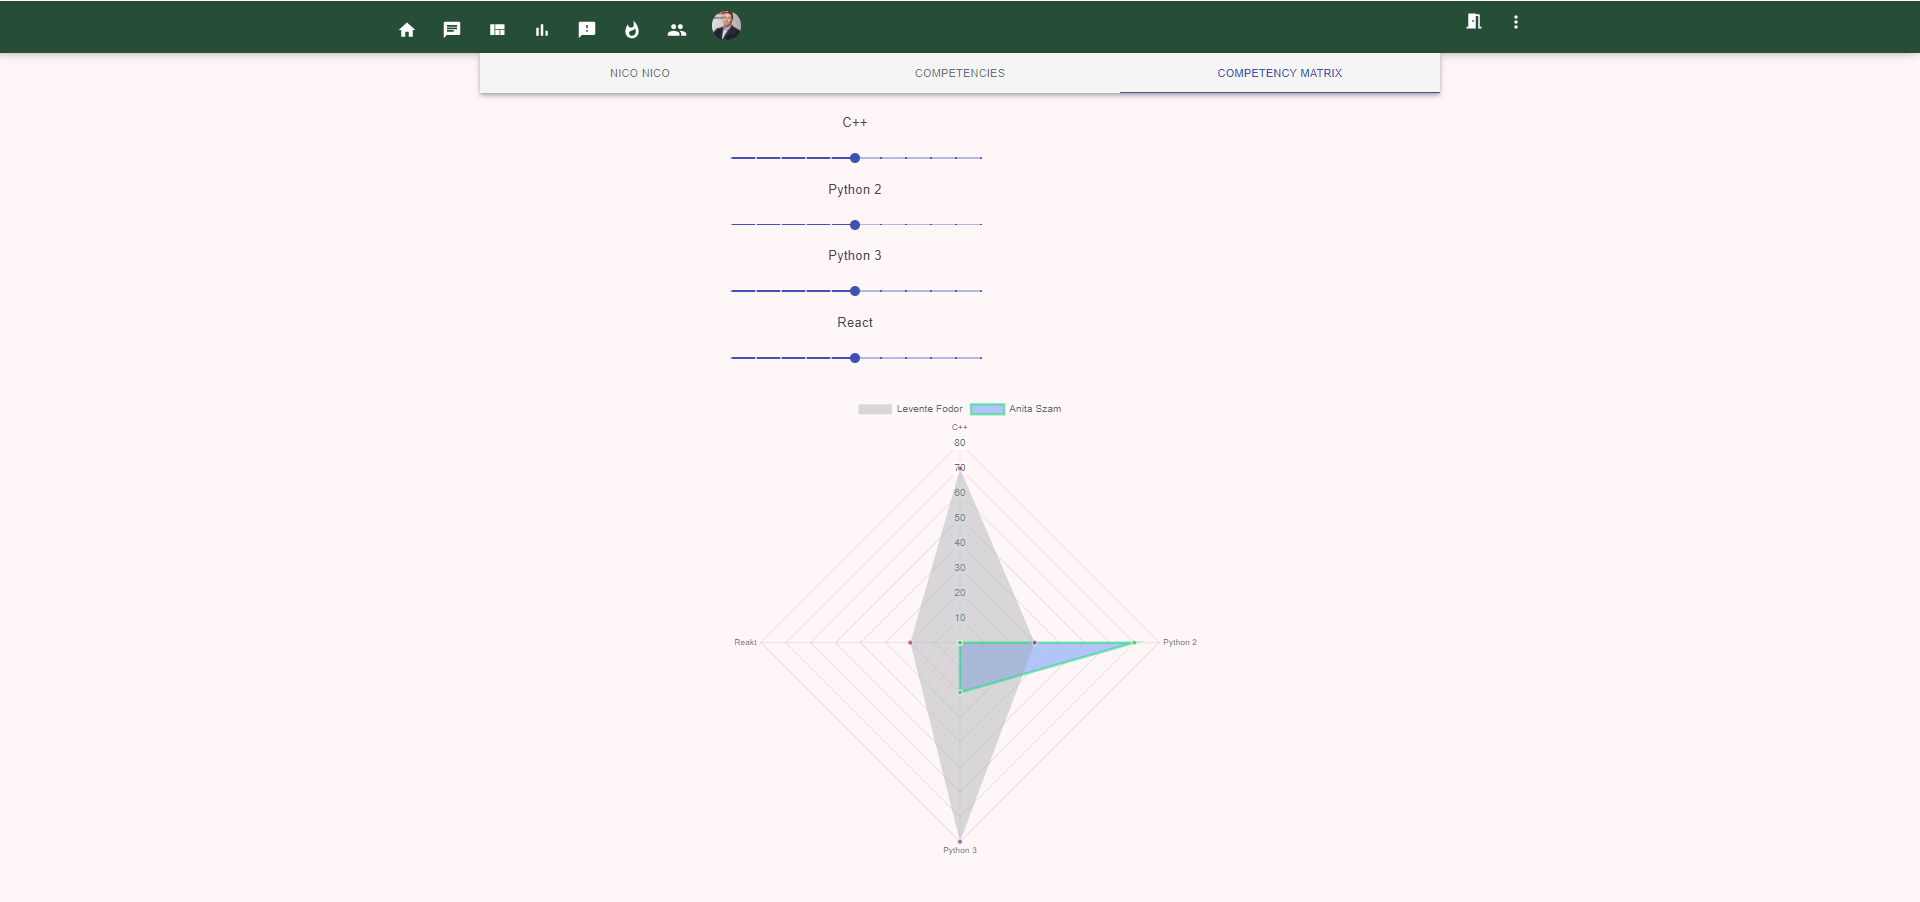 NICO NICO
COMPETENCIES
COMPETENCY MATRIX
C++
Python 2
Python 3
React
Levente Fodor
Anita Szam
C++
80
70
60
50
40
30
20
10
Reakt
Python 2
Python 3